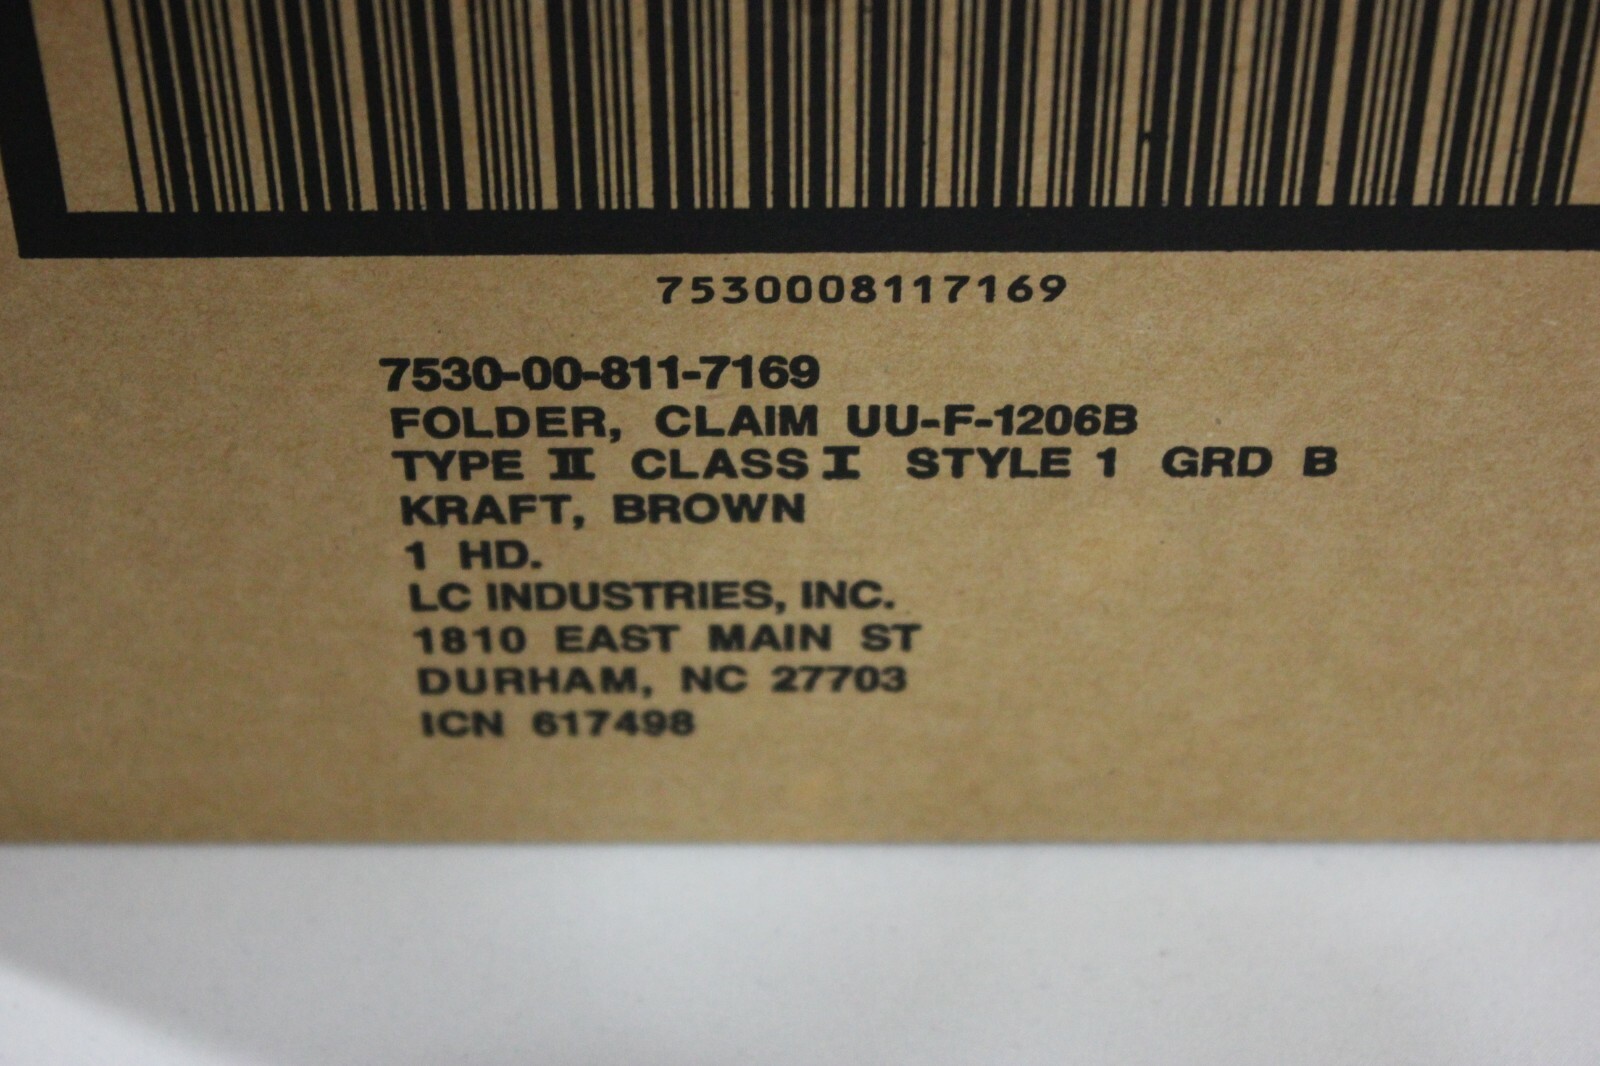 7530008117169
7530-00-811-7169
FOLDER, CLAIM UU-F-1206B
TYPE II CLASS I STYLE 1 GRD B
KRAFT, BROWN
1 HD.
LC INDUSTRIES, INC.
1810 EAST MAIN ST
DURHAM, NC 27703
ICN 617498